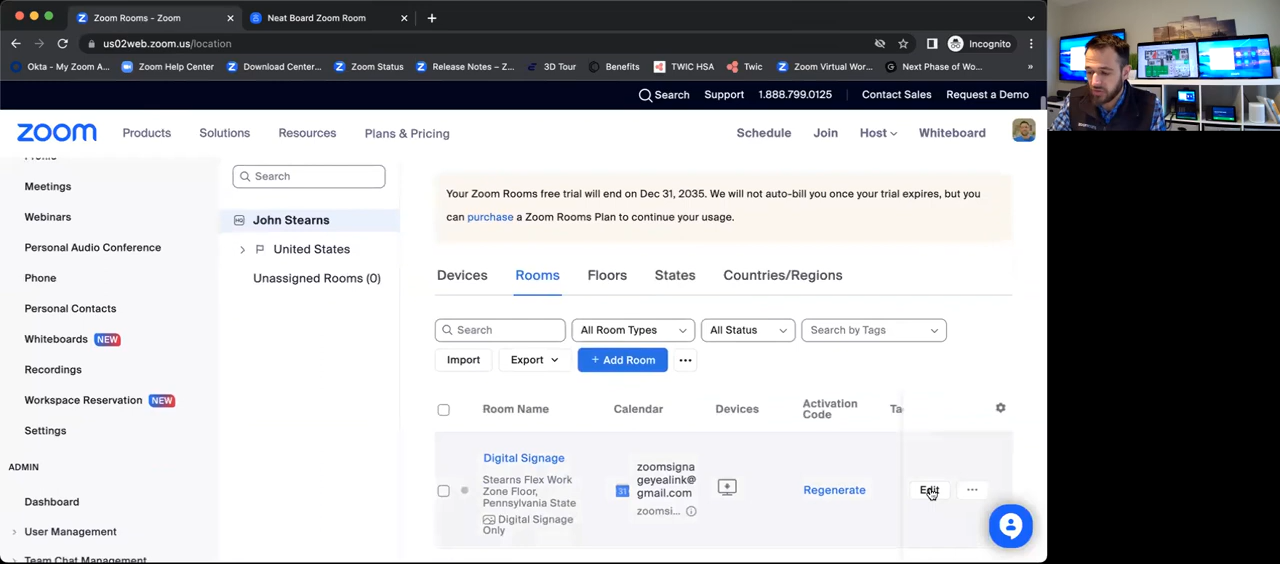 Zoom Rooms - Zoom
Neat Board Zoom Room
us02web.zoom.us/location
Incognito
Okta - My Zoom A...
Zoom Help Center
Download Center...
Zoom Status
3D Tour
Benefits
TWIC HSA
Twic
Zoom Virtual Wor...
Next Phase of Wo...
Search
Support
1.888.799.0125
Contact Sales
Request a Demo
zoom
Products
Solutions
Resources
Plans & Pricing
Schedule
Join
Host
Whiteboard
Meetings
Webinars
Personal Audio Conference
Phone
Personal Contacts
Whiteboards NEW
Recordings
Workspace Reservation NEW
Settings
ADMIN
Dashboard
User Management
Team Chat Management
Search
John Stearns
United States
Unassigned Rooms (0)
Your Zoom Rooms free trial will end on Dec 31, 2035. We will not auto-bill you once your trial expires, but you
can purchase a Zoom Rooms Plan to continue your usage.
Devices
Rooms
Floors
States
Countries/Regions
Search
All Room Types
All Status
Search by Tags
Import
Export
+ Add Room
Room Name
Calendar
Devices
Activation
Code
Digital Signage
Stearns Flex Work
Zone Floor,
Pennsylvania State
Digital Signage
Only
31
zoomsigna
geyealink@
gmail.com
zoomsi...
Regenerate
Edit